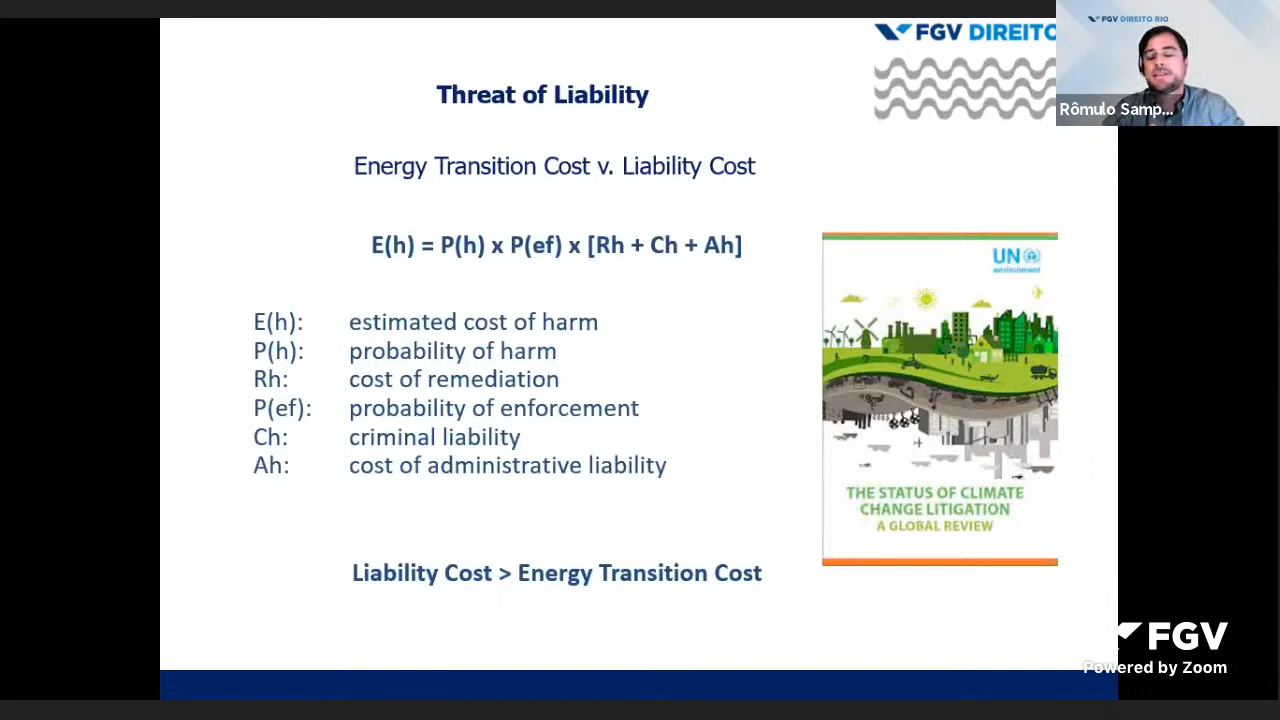 FGV DIREITO
FGV DIREITO RIO
Rômulo Samp...
Threat of Liability
Energy Transition Cost v. Liability Cost
E(h) = P(h) x P(ef) x [Rh + Ch + Ah]
E(h): estimated cost of harm
P(h): probability of harm
Rh: cost of remediation
P(ef): probability of enforcement
Ch: criminal liability
Ah: cost of administrative liability
UN
environment
THE STATUS OF CLIMATE
CHANGE LITIGATION
A GLOBAL REVIEW
Liability Cost > Energy Transition Cost
FGV
Powered by Zoom